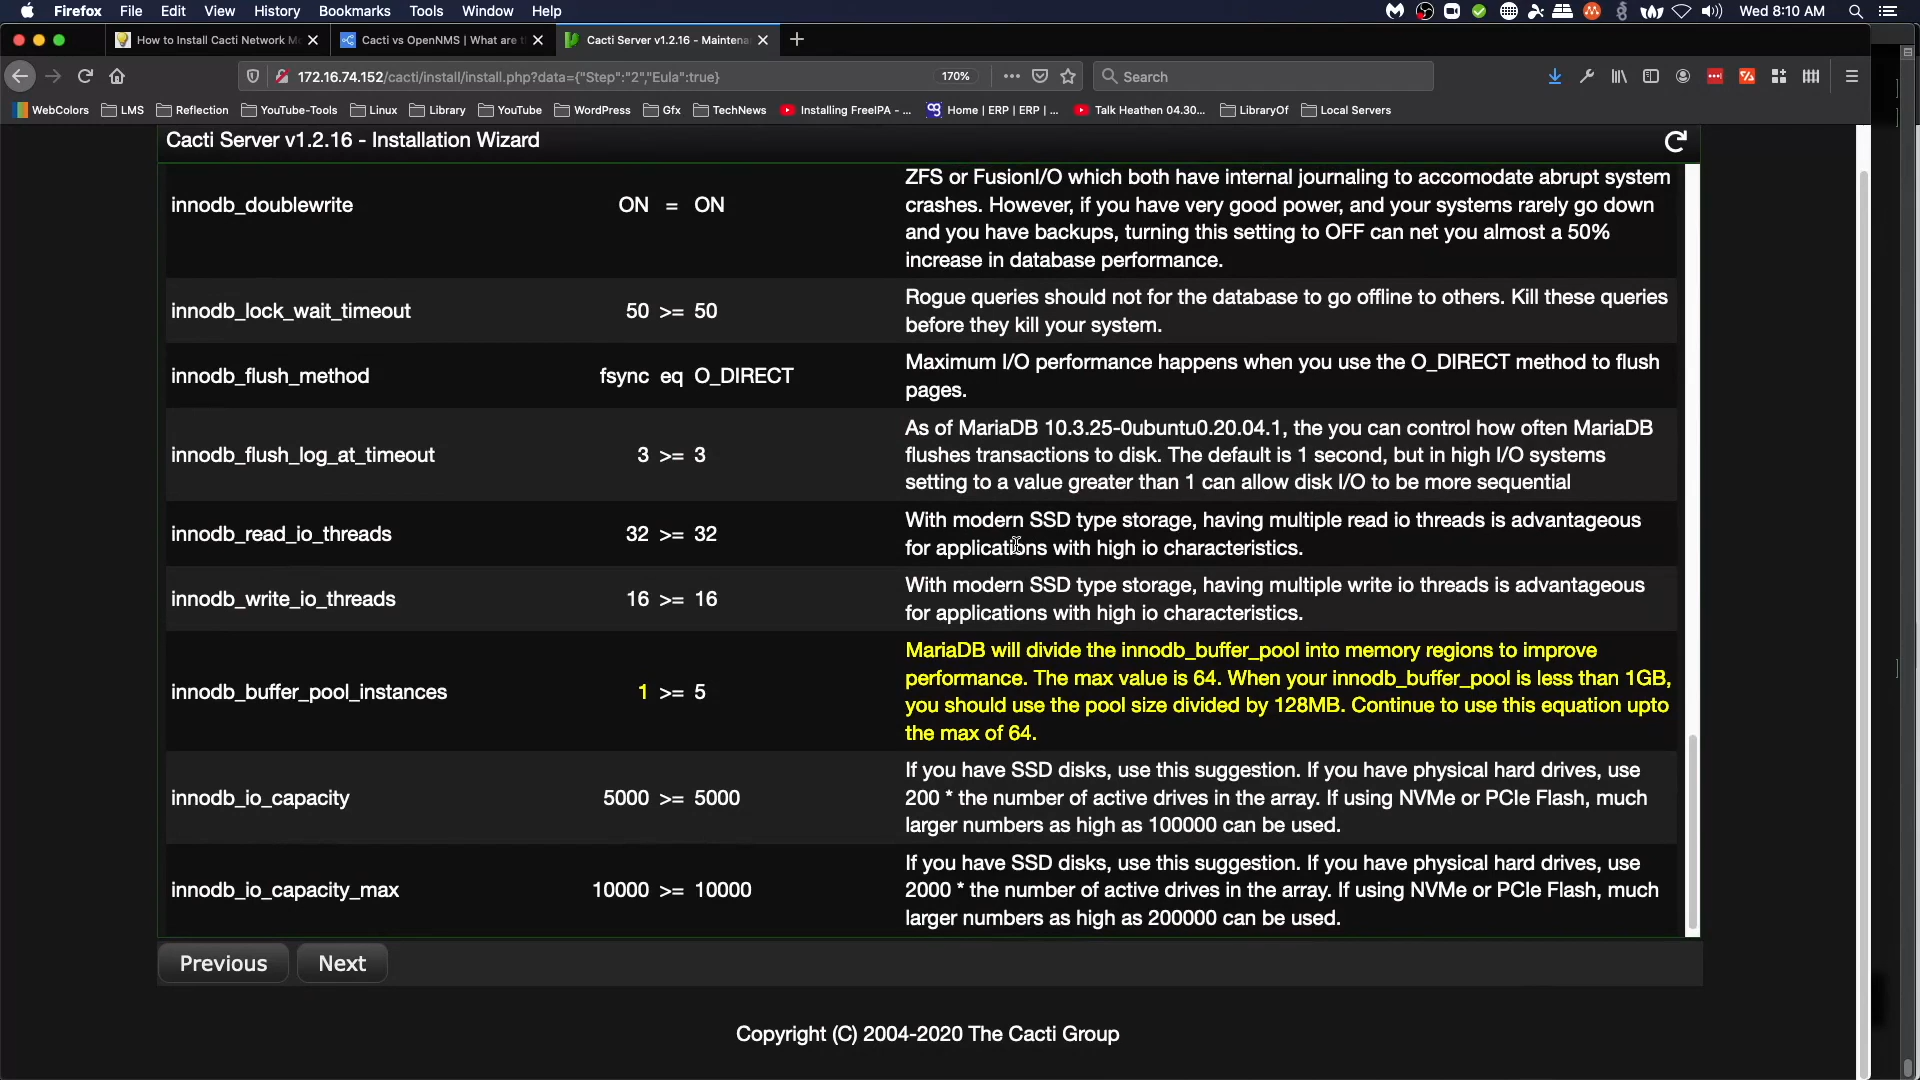 Firefox File Edit View History Bookmarks Tools Window Help Wed 8:10 AM
How to Install Cacti Network Mo
Cacti vs OpenNMS | What are t
Cacti Server v1.2.16 - Maintena
172.16.74.152/cacti/install/install.php?data={"Step":"2","Eula":true} 170% Search
WebColors LMS Reflection YouTube-Tools Linux Library YouTube WordPress Gfx TechNews Installing FreeIPA - ... Home | ERP | ERP | ... Talk Heathen 04.30... LibraryOf Local Servers
Cacti Server v1.2.16 - Installation Wizard
ZFS or FusionI/O which both have internal journaling to accomodate abrupt system
innodb_doublewrite ON = ON crashes. However, if you have very good power, and your systems rarely go down
and you have backups, turning this setting to OFF can net you almost a 50%
increase in database performance.
Rogue queries should not for the database to go offline to others. Kill these queries
innodb_lock_wait_timeout 50 >= 50
before they kill your system.
Maximum I/O performance happens when you use the O_DIRECT method to flush
innodb_flush_method fsync eq O_DIRECT
pages.
As of MariaDB 10.3.25-0ubuntu0.20.04.1, the you can control how often MariaDB
innodb_flush_log_at_timeout 3 >= 3 flushes transactions to disk. The default is 1 second, but in high I/O systems
setting to a value greater than 1 can allow disk I/O to be more sequential
With modern SSD type storage, having multiple read io threads is advantageous
innodb_read_io_threads 32 >= 32
for applications with high io characteristics.
With modern SSD type storage, having multiple write io threads is advantageous
innodb_write_io_threads 16 >= 16
for applications with high io characteristics.
MariaDB will divide the innodb_buffer_pool into memory regions to improve
performance. The max value is 64. When your innodb_buffer_pool is less than 1GB,
innodb_buffer_pool_instances 1 >= 5
you should use the pool size divided by 128MB. Continue to use this equation upto
the max of 64.
If you have SSD disks, use this suggestion. If you have physical hard drives, use
innodb_io_capacity 5000 >= 5000 200 * the number of active drives in the array. If using NVMe or PCIe Flash, much
larger numbers as high as 100000 can be used.
If you have SSD disks, use this suggestion. If you have physical hard drives, use
innodb_io_capacity_max 10000 >= 10000 2000 * the number of active drives in the array. If using NVMe or PCIe Flash, much
larger numbers as high as 200000 can be used.
Previous Next
Copyright (C) 2004-2020 The Cacti Group